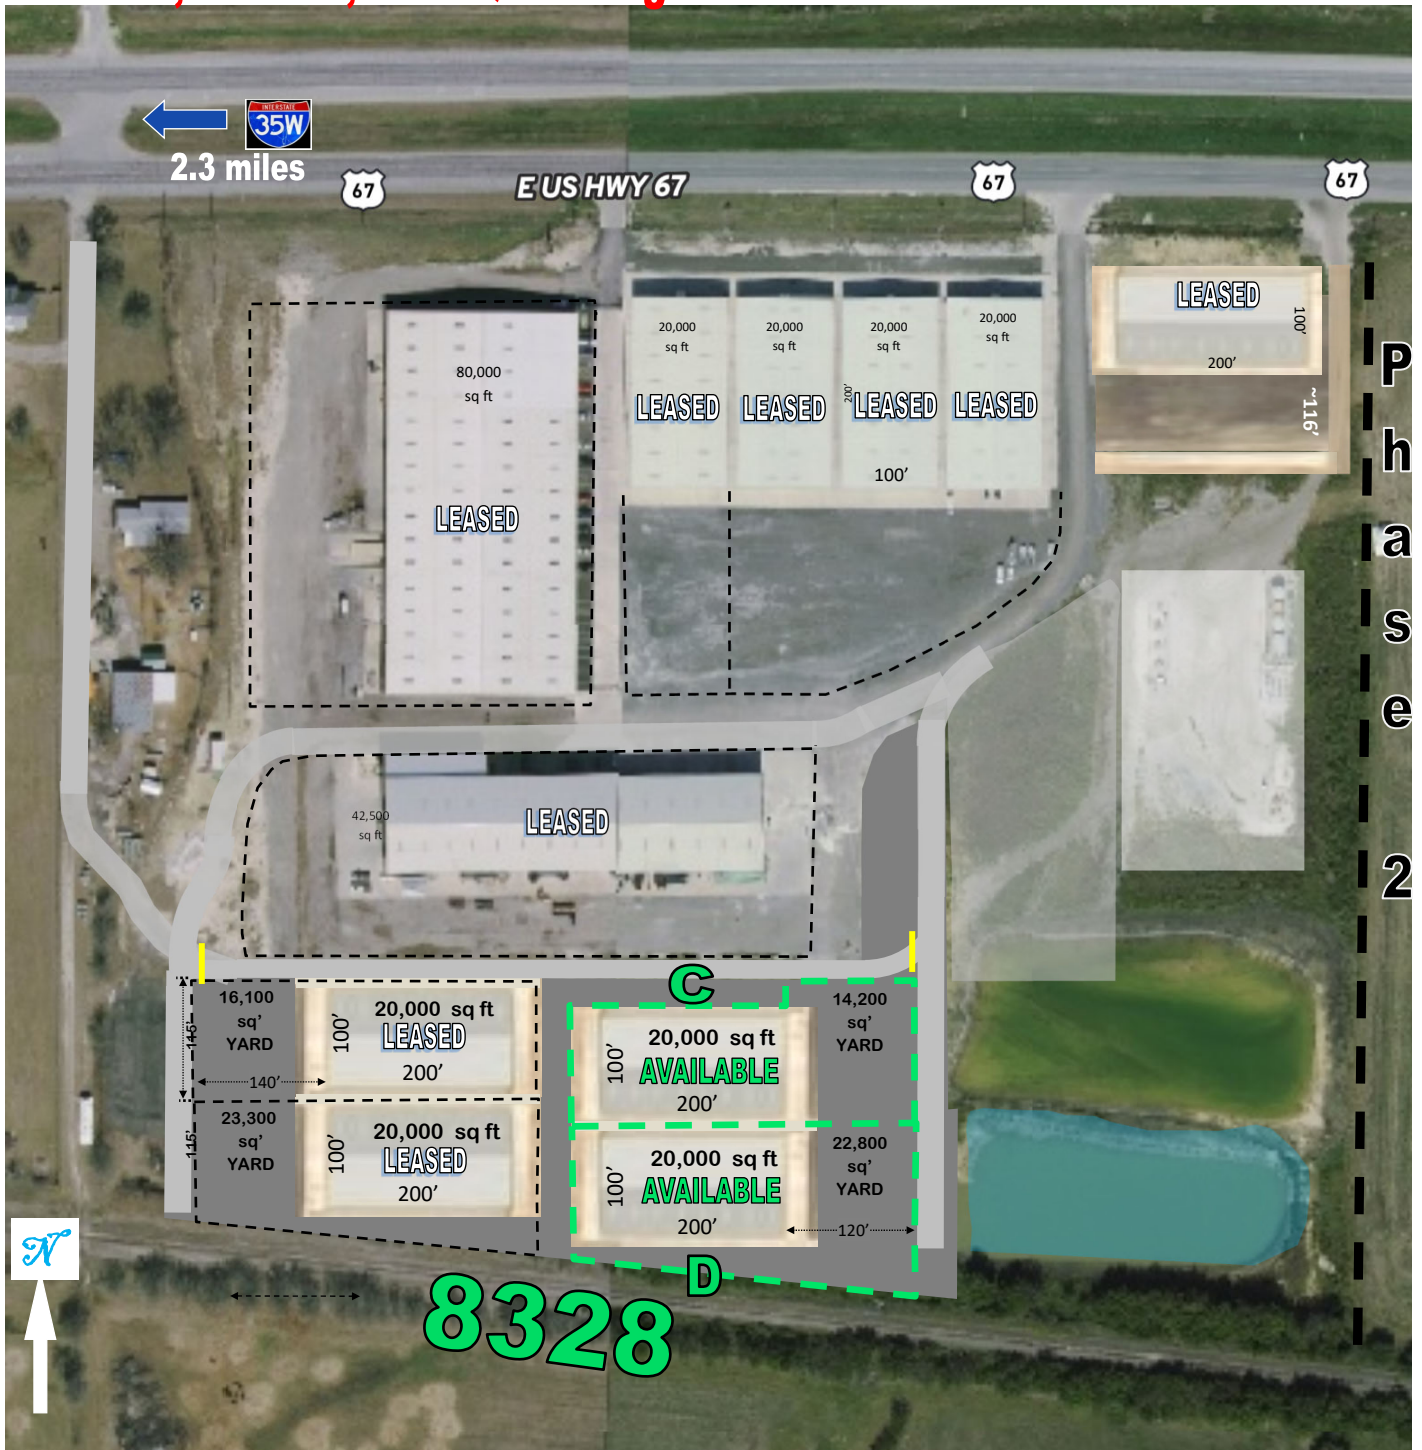 INTERSTATE
35W
2.3 miles
67
E US HWY 67
67
67
80,000
sq ft
LEASED
20,000
sq ft
LEASED
20,000
sq ft
LEASED
20,000
sq ft
200'
LEASED
100'
20,000
sq ft
LEASED
LEASED
100'
200'
~116'
Phase 2
42,500
sq ft
LEASED
16,100
sq'
YARD
115'
140'
20,000 sq ft
LEASED
100'
200'
23,300
sq'
YARD
115'
20,000 sq ft
LEASED
100'
200'
C
20,000 sq ft
AVAILABLE
100'
200'
14,200
sq'
YARD
20,000 sq ft
AVAILABLE
100'
200'
22,800
sq'
YARD
120'
D
8328
N